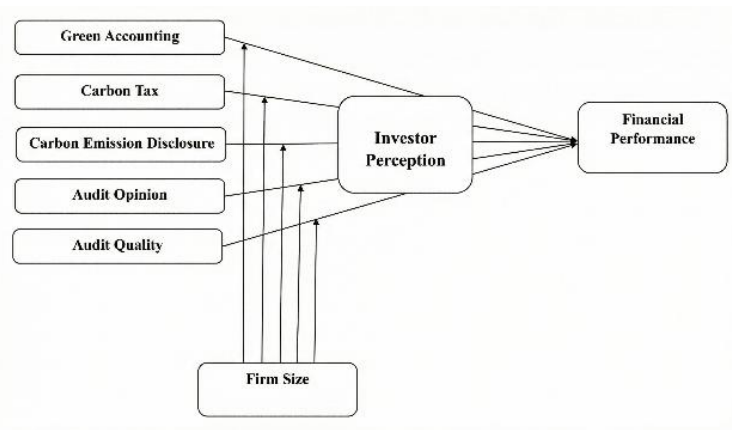 Green Accounting
Carbon Tax
Carbon Emission Disclosure
Audit Opinion
Audit Quality
Investor
Perception
Financial
Performance
Firm Size